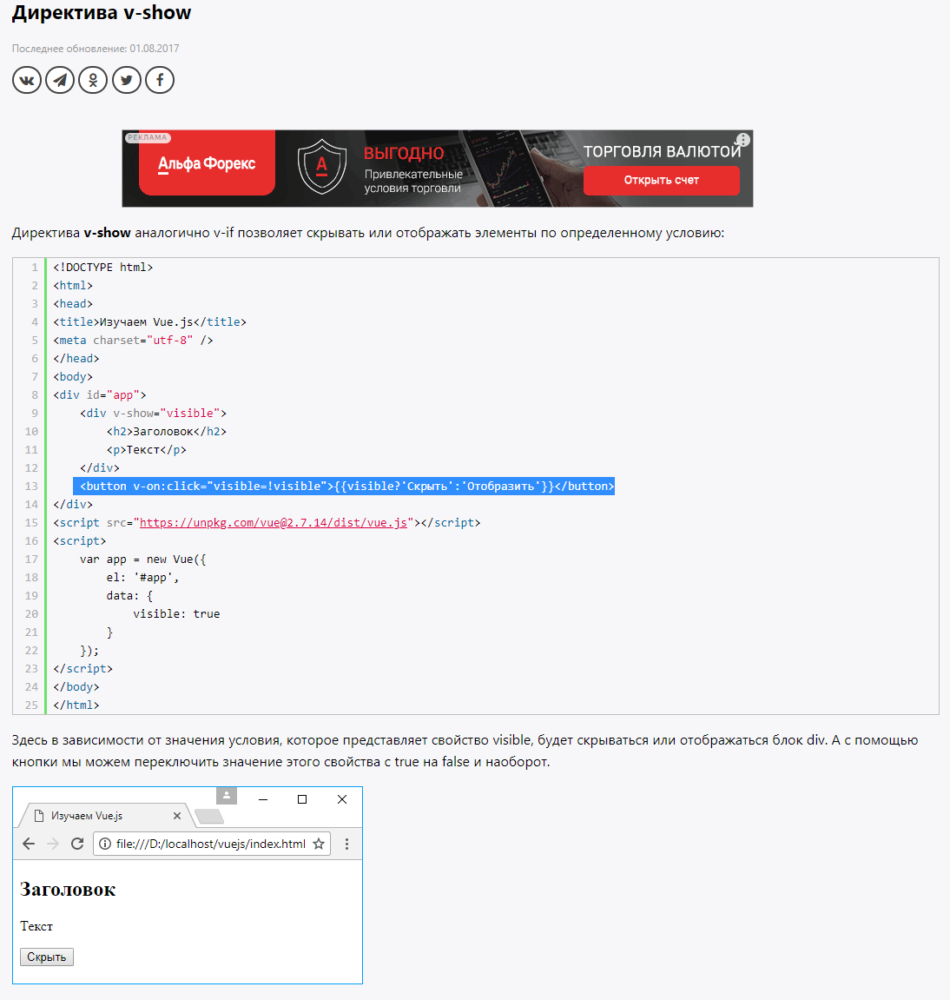 Директива v-show
Последнее обновление: 01.08.2017
РЕКЛАМА
Альфа Форекс
А
ВЫГОДНО
Привлекательные
условия торговли
ТОРГОВЛЯ ВАЛЮТОЙ
Открыть счет
Директива v-show аналогично v-if позволяет скрывать или отображать элементы по определенному условию:
1 <!DOCTYPE html>
2 <html>
3 <head>
4 <title>Изучаем Vue.js</title>
5 <meta charset="utf-8" />
6 </head>
7 <body>
8 <div id="app">
9     <div v-show="visible">
10         <h2>Заголовок</h2>
11         <p>Текст</p>
12     </div>
13     <button v-on:click="visible=!visible">{{visible?'Скрыть':'Отобразить'}}</button>
14 </div>
15 <script src="https://unpkg.com/vue@2.7.14/dist/vue.js"></script>
16 <script>
17     var app = new Vue({
18         el: '#app',
19         data: {
20             visible: true
21         }
22     });
23 </script>
24 </body>
25 </html>
Здесь в зависимости от значения условия, которое представляет свойство visible, будет скрываться или отображаться блок div. А с помощью
кнопки мы можем переключить значение этого свойства с true на false и наоборот.
Изучаем Vue.js
file:///D:/localhost/vuejs/index.html
Заголовок
Текст
Скрыть